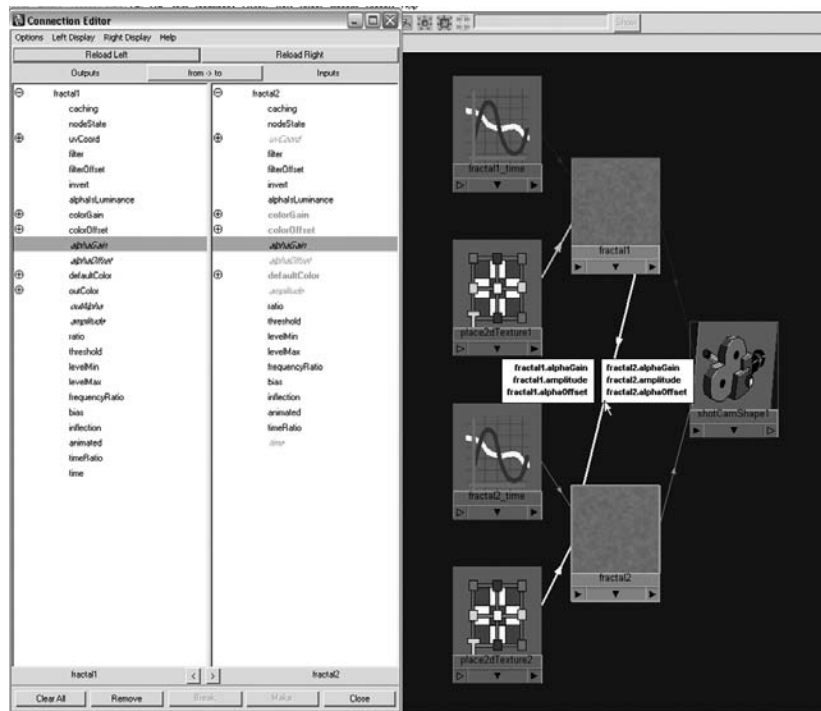 Connection Editor
Show
Options Left Display Right Display Help
Reload Left Reload Right
Outputs from -> to Inputs
fractal1 fractal2
caching caching
nodeState nodeState
uvCoord uvCoord
filter filter
filterOffset filterOffset
invert invert
alphaIsLuminance alphaIsLuminance
colorGain colorGain
colorOffset colorOffset
alphaGain alphaGain
alphaOffset alphaOffset
defaultColor defaultColor
outColor amplitude
outAlpha ratio
amplitude threshold
ratio levelMin
threshold levelMax
levelMin frequencyRatio
levelMax bias
frequencyRatio inflection
bias animated
inflection timeRatio
animated time
timeRatio
time
fractal1 < > fractal2
Clear All Remove Break Make Close
fractal1_time
fractal1
place2dTexture1
fractal1.alphaGain fractal2.alphaGain
fractal1.amplitude fractal2.amplitude
fractal1.alphaOffset fractal2.alphaOffset
shotCamShape1
fractal2_time
fractal2
place2dTexture2